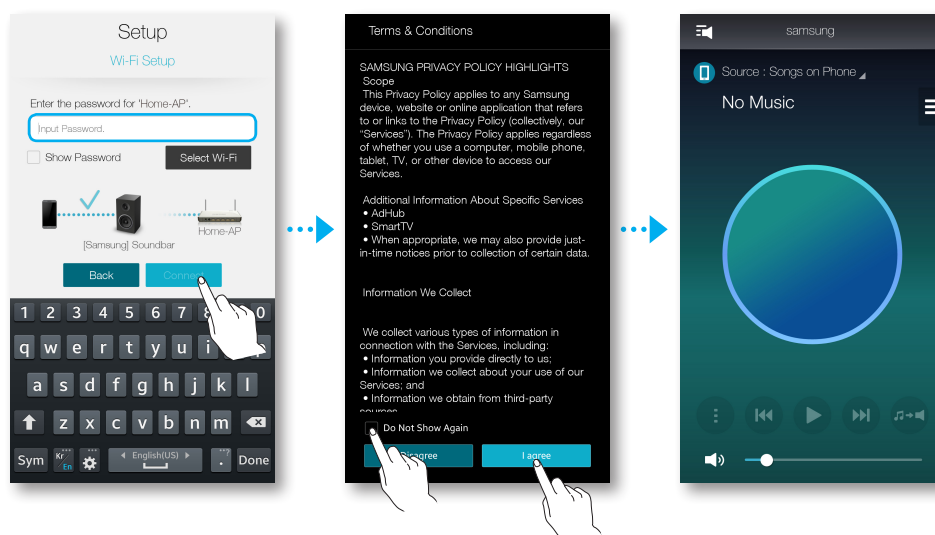 Setup
Wi-Fi Setup
Enter the password for 'Home-AP'.
Input Password.
Show Password
Select Wi-Fi
Home-AP
[Samsung] Soundbar
Back
Connect
1 2 3 4 5 6 7 8 0
q w e r t y u i
a s d f g h j k l
z x c v b n m
Sym Kr En English(US) . ? Done
Terms & Conditions
SAMSUNG PRIVACY POLICY HIGHLIGHTS
Scope
This Privacy Policy applies to any Samsung
device, website or online application that refers
to or links to the Privacy Policy (collectively, our
“Services”). The Privacy Policy applies regardless
of whether you use a computer, mobile phone,
tablet, TV, or other device to access our
Services.
Additional Information About Specific Services
• AdHub
• SmartTV
• When appropriate, we may also provide just-
in-time notices prior to collection of certain data.
Information We Collect
We collect various types of information in
connection with the Services, including:
• Information you provide directly to us;
• Information we collect about your use of our
Services; and
• Information we obtain from third-party
sources
Do Not Show Again
Disagree
I agree
samsung
Source : Songs on Phone
No Music